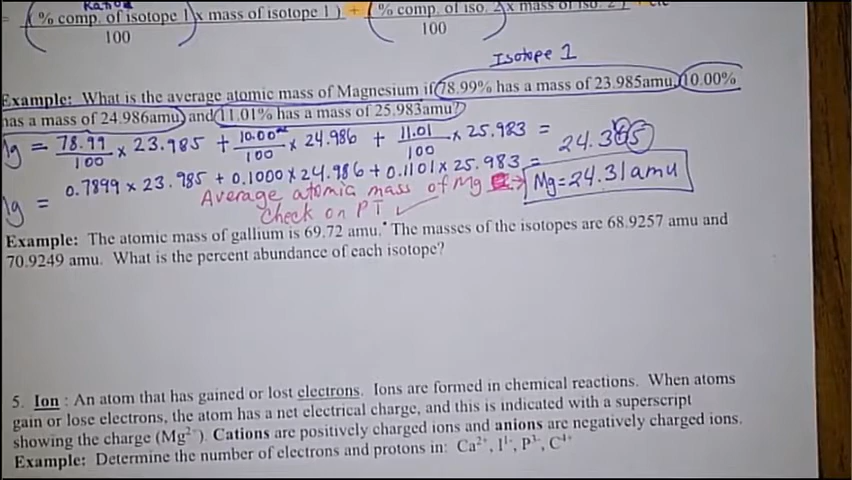 Ratio
= ( % comp. of isotope 1 x mass of isotope 1 ) + ( % comp. of iso. 2 x mass of iso. 2 ) + etc
100 100
Isotope 1
Example: What is the average atomic mass of Magnesium if 78.99% has a mass of 23.985amu, 10.00%
has a mass of 24.986amu and 11.01% has a mass of 25.983amu?
Mg = 78.99/100 x 23.985 + 10.00/100 x 24.986 + 11.01/100 x 25.983 =
24.305
Mg = 0.7899 x 23.985 + 0.1000 x 24.986 + 0.1101 x 25.983 =
Mg = 24.31 amu
Average atomic mass of Mg
Check on PT ✓
Example: The atomic mass of gallium is 69.72 amu. The masses of the isotopes are 68.9257 amu and
70.9249 amu. What is the percent abundance of each isotope?
5. Ion : An atom that has gained or lost electrons. Ions are formed in chemical reactions. When atoms
gain or lose electrons, the atom has a net electrical charge, and this is indicated with a superscript
showing the charge (Mg²⁺). Cations are positively charged ions and anions are negatively charged ions.
Example: Determine the number of electrons and protons in: Ca²⁺, I¹⁻, P³⁻, C⁴⁺